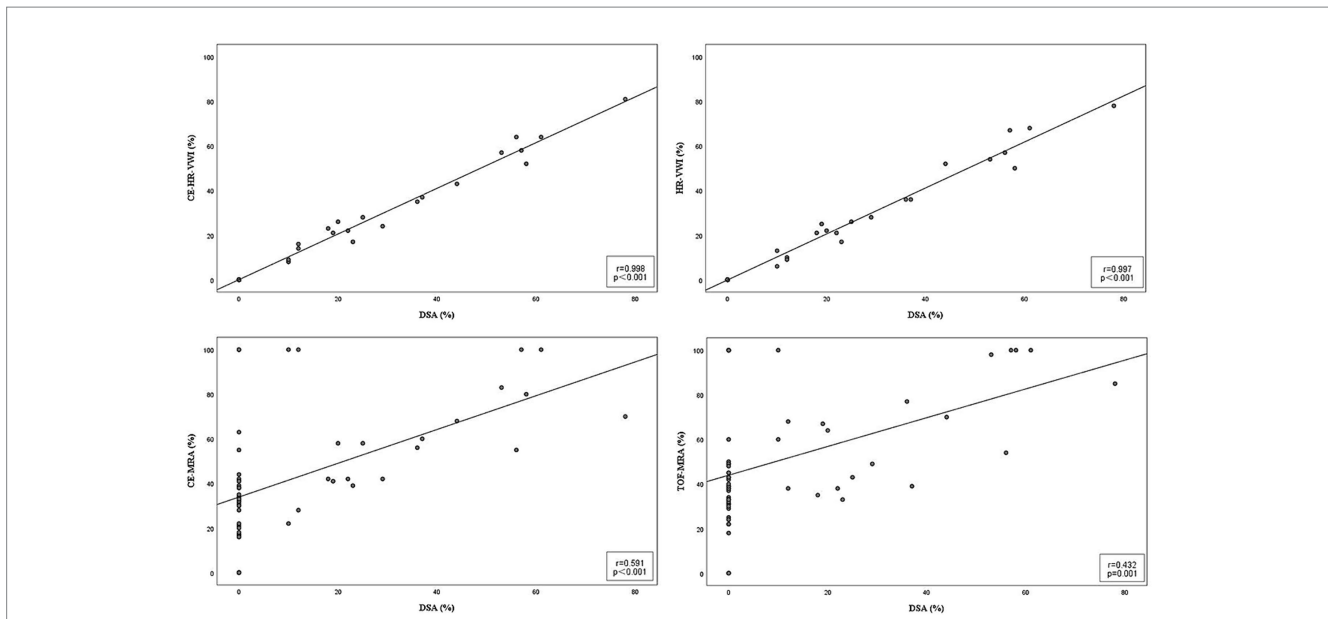 100
80
60
40
20
0
CE-HR-VWI (%)
r=0.998
p<0.001
0 20 40 60 80
DSA (%)
100
80
60
40
20
0
HR-VWI (%)
r=0.997
p<0.001
0 20 40 60 80
DSA (%)
100
80
60
40
20
0
CE-MRA (%)
r=0.591
p<0.001
0 20 40 60 80
DSA (%)
100
80
60
40
20
0
TOF-MRA (%)
r=0.432
p=0.001
0 20 40 60 80
DSA (%)